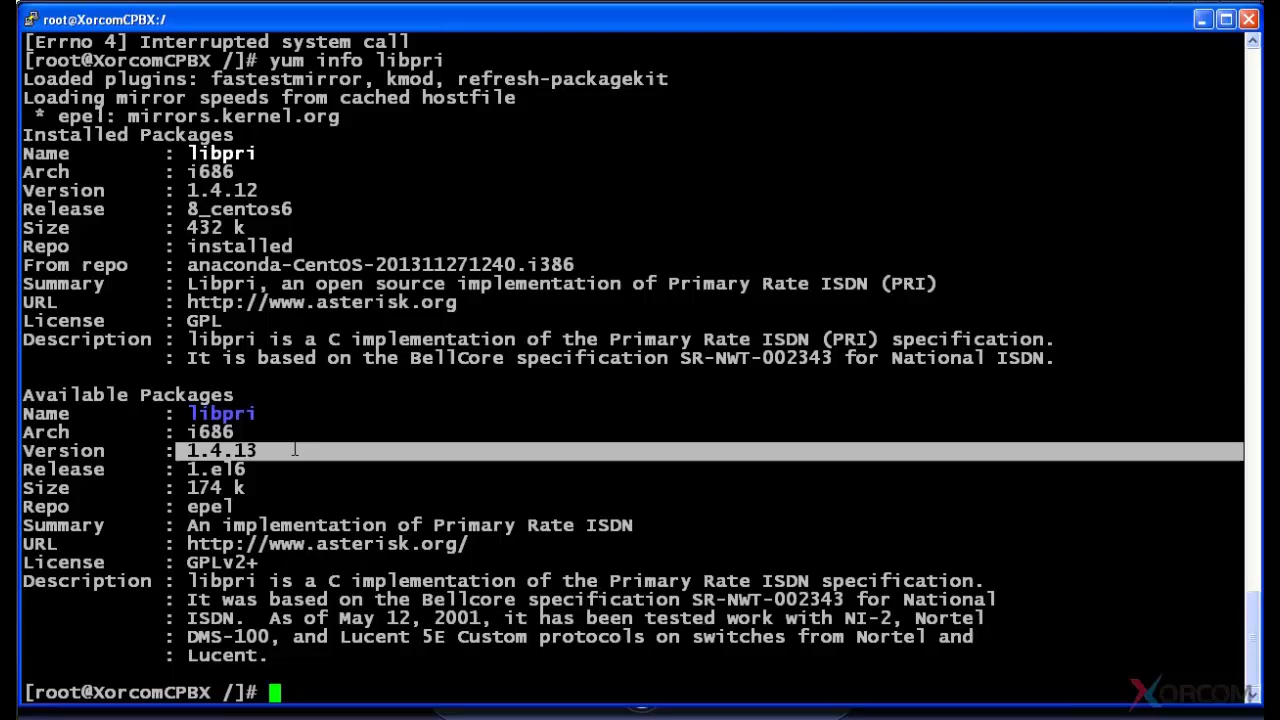 root@XorcomCPBX:/
[Errno 4] Interrupted system call
[root@XorcomCPBX /]# yum info libpri
Loaded plugins: fastestmirror, kmod, refresh-packagekit
Loading mirror speeds from cached hostfile
 * epel: mirrors.kernel.org
Installed Packages
Name        : libpri
Arch        : i686
Version     : 1.4.12
Release     : 8_centos6
Size        : 432 k
Repo        : installed
From repo   : anaconda-CentOS-201311271240.i386
Summary     : Libpri, an open source implementation of Primary Rate ISDN (PRI)
URL         : http://www.asterisk.org
License     : GPL
Description : libpri is a C implementation of the Primary Rate ISDN (PRI) specification.
            : It is based on the BellCore specification SR-NWT-002343 for National ISDN.
Available Packages
Name        : libpri
Arch        : i686
Version     : 1.4.13
Release     : 1.el6
Size        : 174 k
Repo        : epel
Summary     : An implementation of Primary Rate ISDN
URL         : http://www.asterisk.org/
License     : GPLv2+
Description : libpri is a C implementation of the Primary Rate ISDN specification.
            : It was based on the Bellcore specification SR-NWT-002343 for National
            : ISDN.  As of May 12, 2001, it has been tested work with NI-2, Nortel
            : DMS-100, and Lucent 5E Custom protocols on switches from Nortel and
            : Lucent.
[root@XorcomCPBX /]#
XORCOM